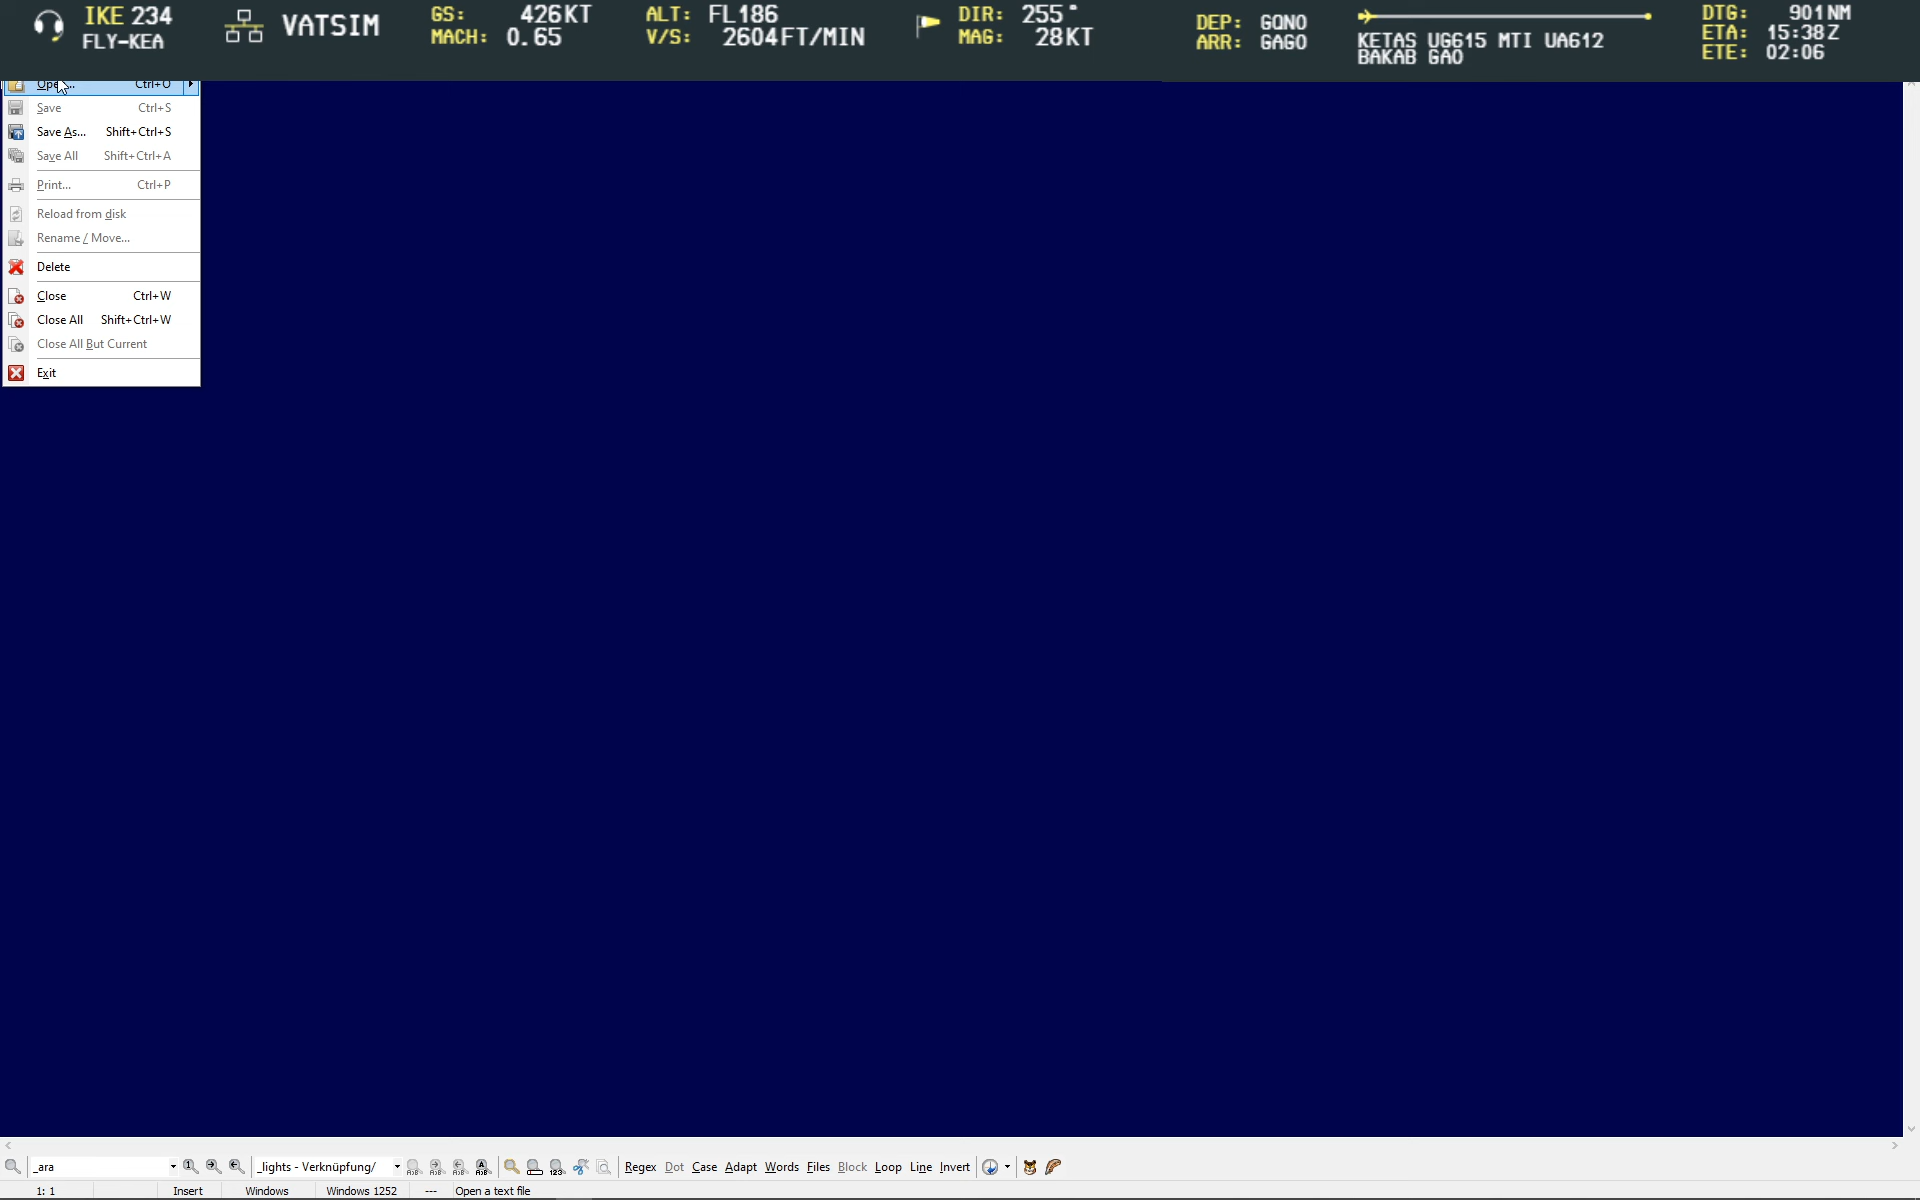 IKE 234
FLY-KEA
VATSIM
GS: 426KT
MACH: 0.65
ALT: FL186
V/S: 2604FT/MIN
DIR: 255°
MAG: 28KT
DEP: GQNO
ARR: GAGO
KETAS UG615 MTI UA612
BAKAB GAO
DTG: 901NM
ETA: 15:38Z
ETE: 02:06
Open... Ctrl+O
Save Ctrl+S
Save As... Shift+Ctrl+S
Save All Shift+Ctrl+A
Print... Ctrl+P
Reload from disk
Rename / Move...
Delete
Close Ctrl+W
Close All Shift+Ctrl+W
Close All But Current
Exit
_ara _lights - Verknüpfung/ Regex Dot Case Adapt Words Files Block Loop Line Invert
1: 1 Insert Windows Windows 1252 --- Open a text file